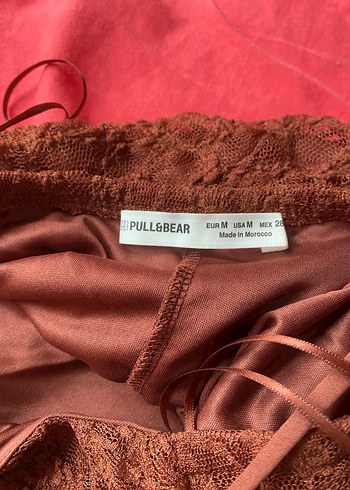 PULL&BEAR EUR M USA M MEX 28
Made in Morocco